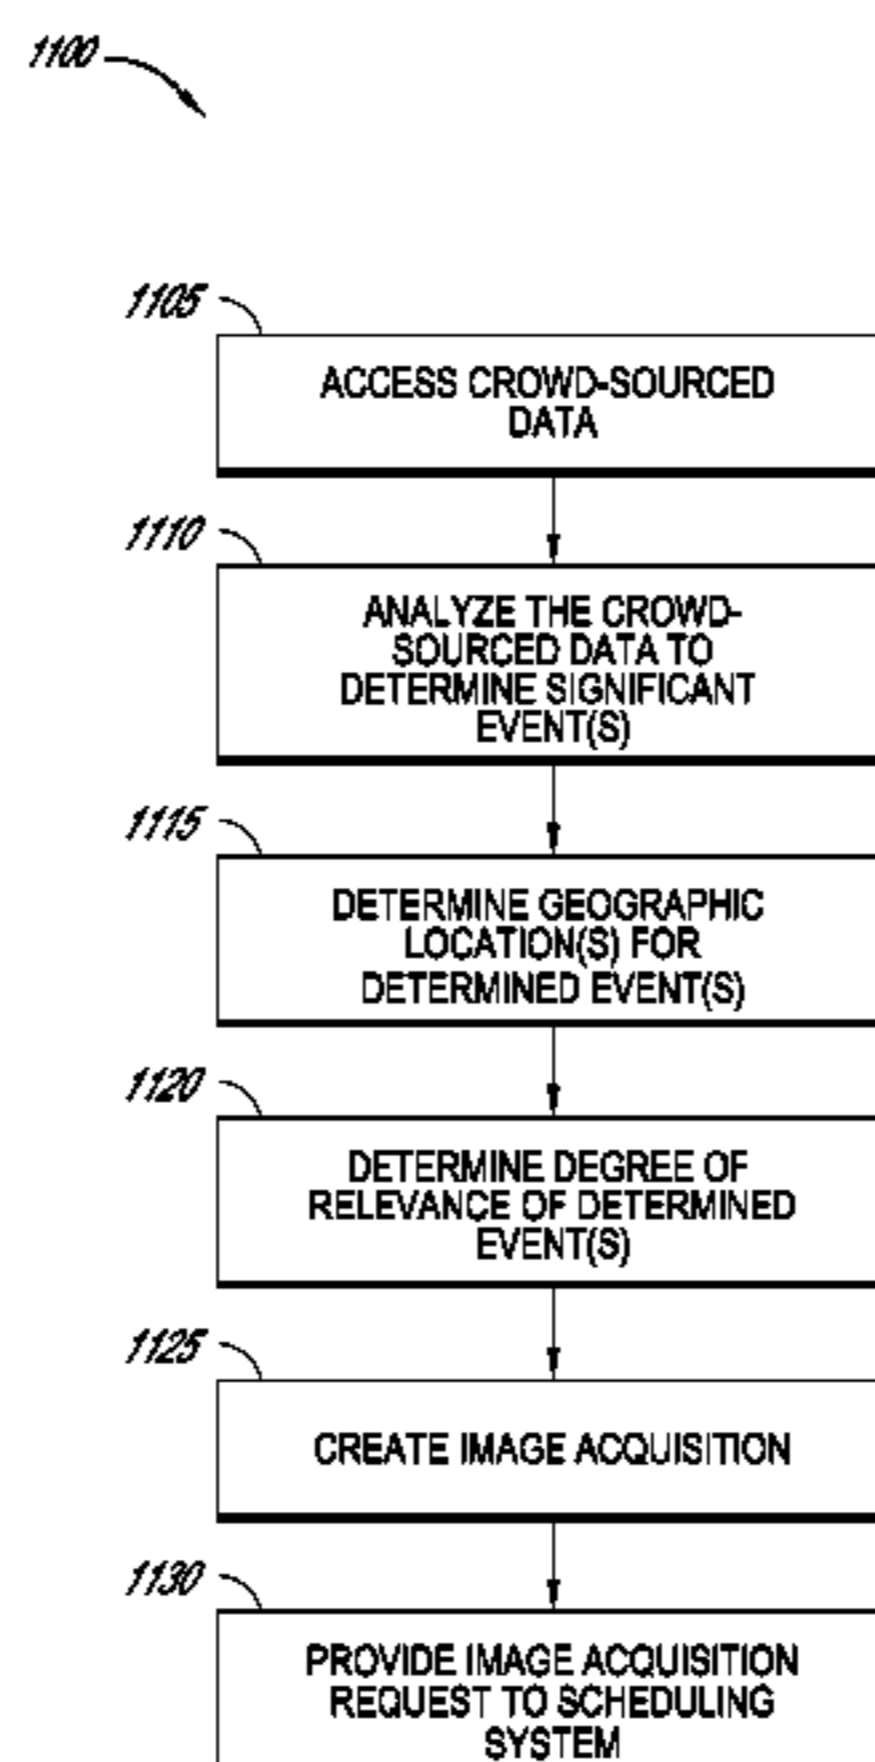 1100
1105
ACCESS CROWD-SOURCED
DATA
1110
ANALYZE THE CROWD-
SOURCED DATA TO
DETERMINE SIGNIFICANT
EVENT(S)
1115
DETERMINE GEOGRAPHIC
LOCATION(S) FOR
DETERMINED EVENT(S)
1120
DETERMINE DEGREE OF
RELEVANCE OF DETERMINED
EVENT(S)
1125
CREATE IMAGE ACQUISITION
1130
PROVIDE IMAGE ACQUISITION
REQUEST TO SCHEDULING
SYSTEM